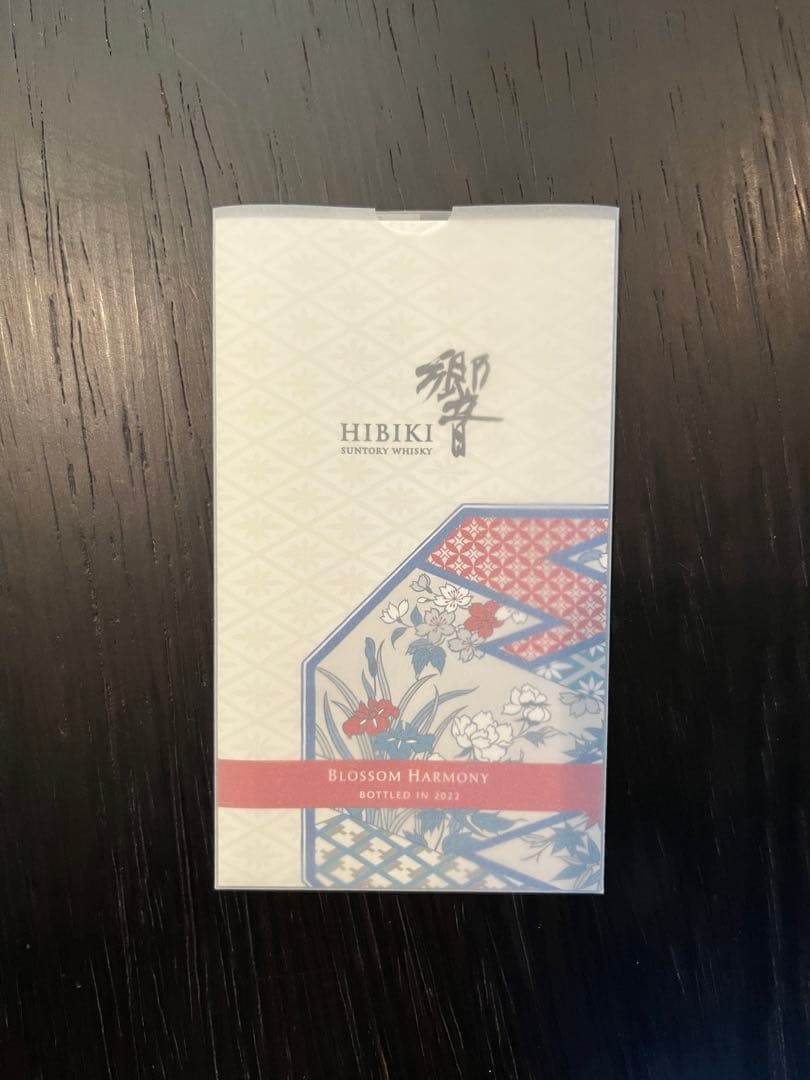 響
HIBIKI
SUNTORY WHISKY
BLOSSOM HARMONY
BOTTLED IN 2022